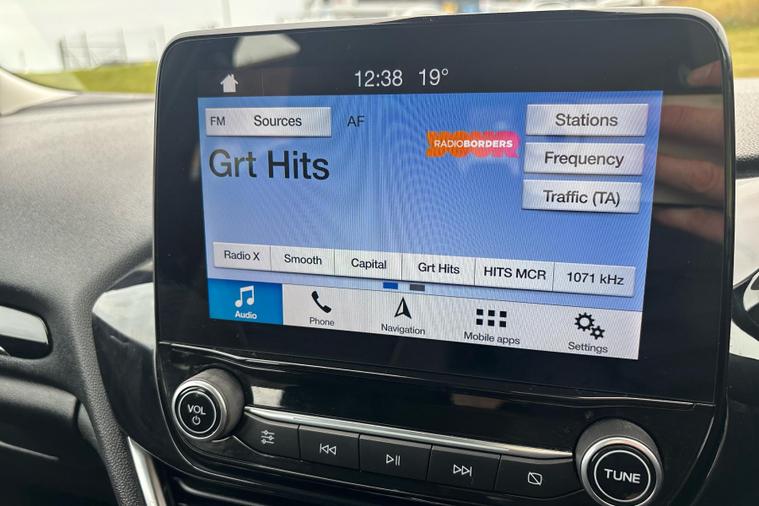 12:38 19°
FM Sources AF
RADIOBORDERS
Stations
Grt Hits
Frequency
Traffic (TA)
Radio X Smooth Capital Grt Hits HITS MCR 1071 kHz
Audio Phone Navigation Mobile apps Settings
VOL
TUNE